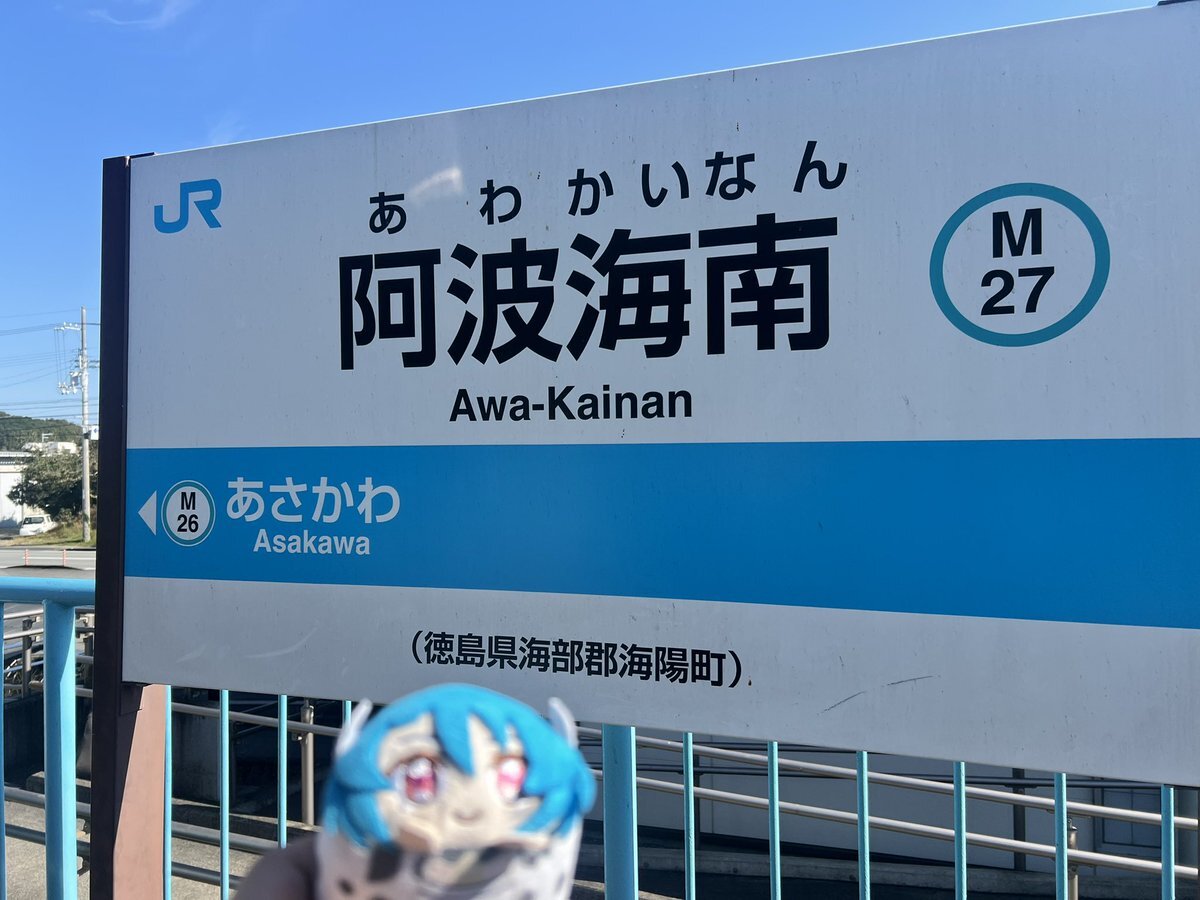 JR
あわかいなん
阿波海南
Awa-Kainan
M
27
M
26
あさかわ
Asakawa
（徳島県海部郡海陽町）